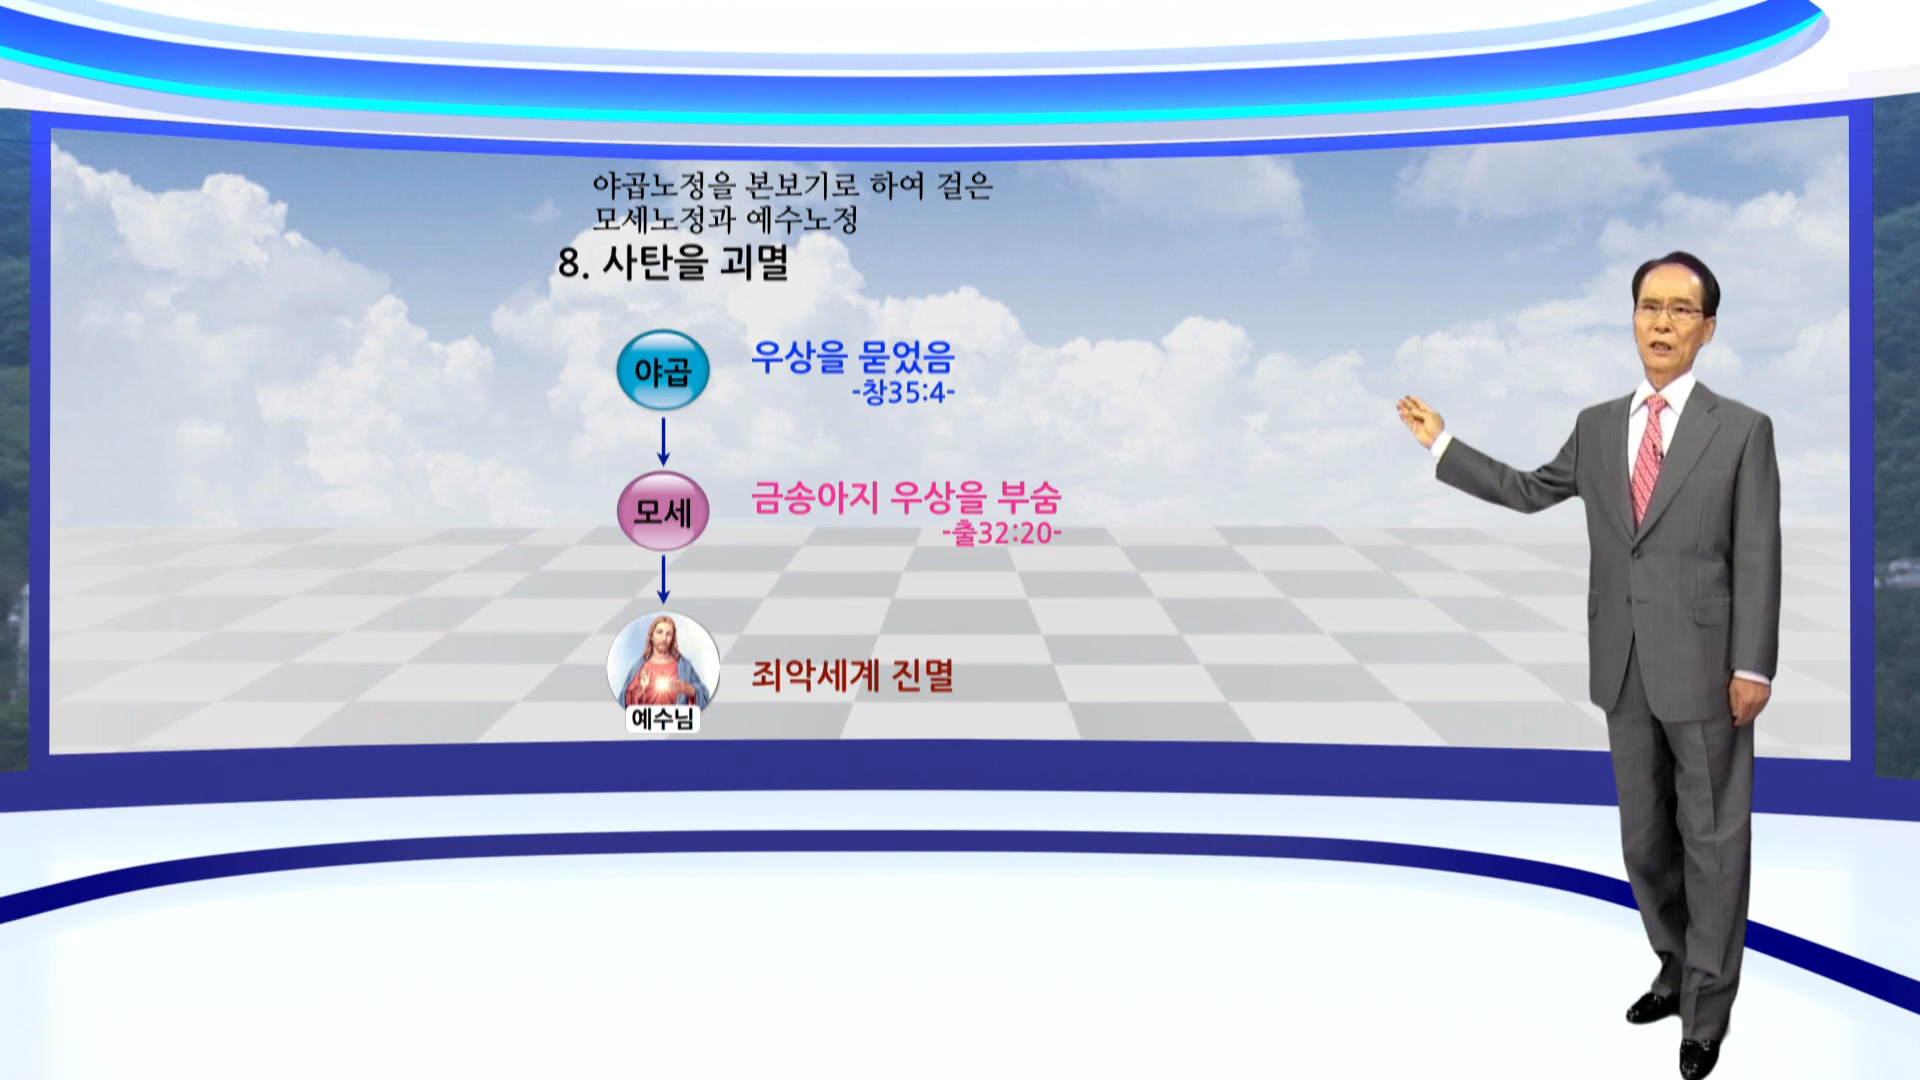 야곱노정을 본보기로 하여 걸은
모세노정과 예수노정
8. 사탄을 괴멸
야곱
우상을 묻었음
-창35:4-
모세
금송아지 우상을 부숨
-출32:20-
예수님
죄악세계 진멸